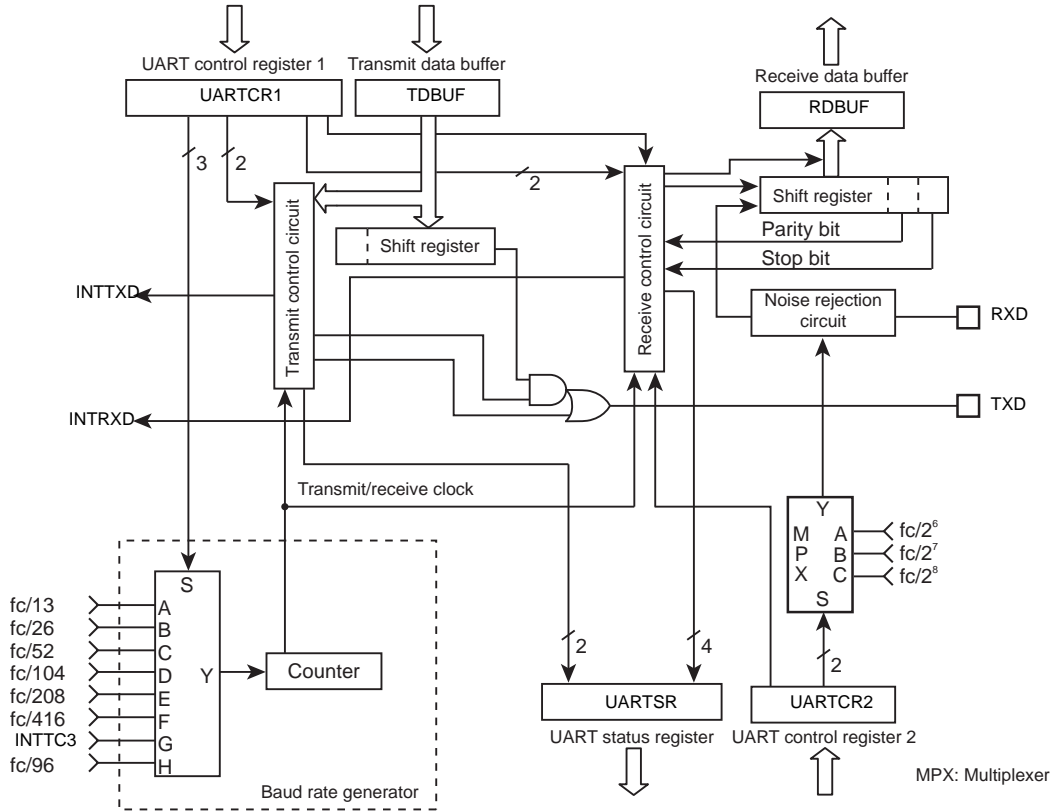 UART control register 1
Transmit data buffer
Receive data buffer
UARTCR1
TDBUF
RDBUF
3
2
2
Transmit control circuit
Receive control circuit
Shift register
Shift register
Parity bit
Stop bit
INTTXD
Noise rejection
circuit
RXD
INTRXD
TXD
Transmit/receive clock
Y
M
P
X
A
B
C
S
fc/2⁶
fc/2⁷
fc/2⁸
S
fc/13
A
fc/26
B
fc/52
C
fc/104
D
Y
Counter
fc/208
E
fc/416
F
INTTC3
G
fc/96
H
2
4
2
UARTSR
UARTCR2
UART status register
UART control register 2
Baud rate generator
MPX: Multiplexer